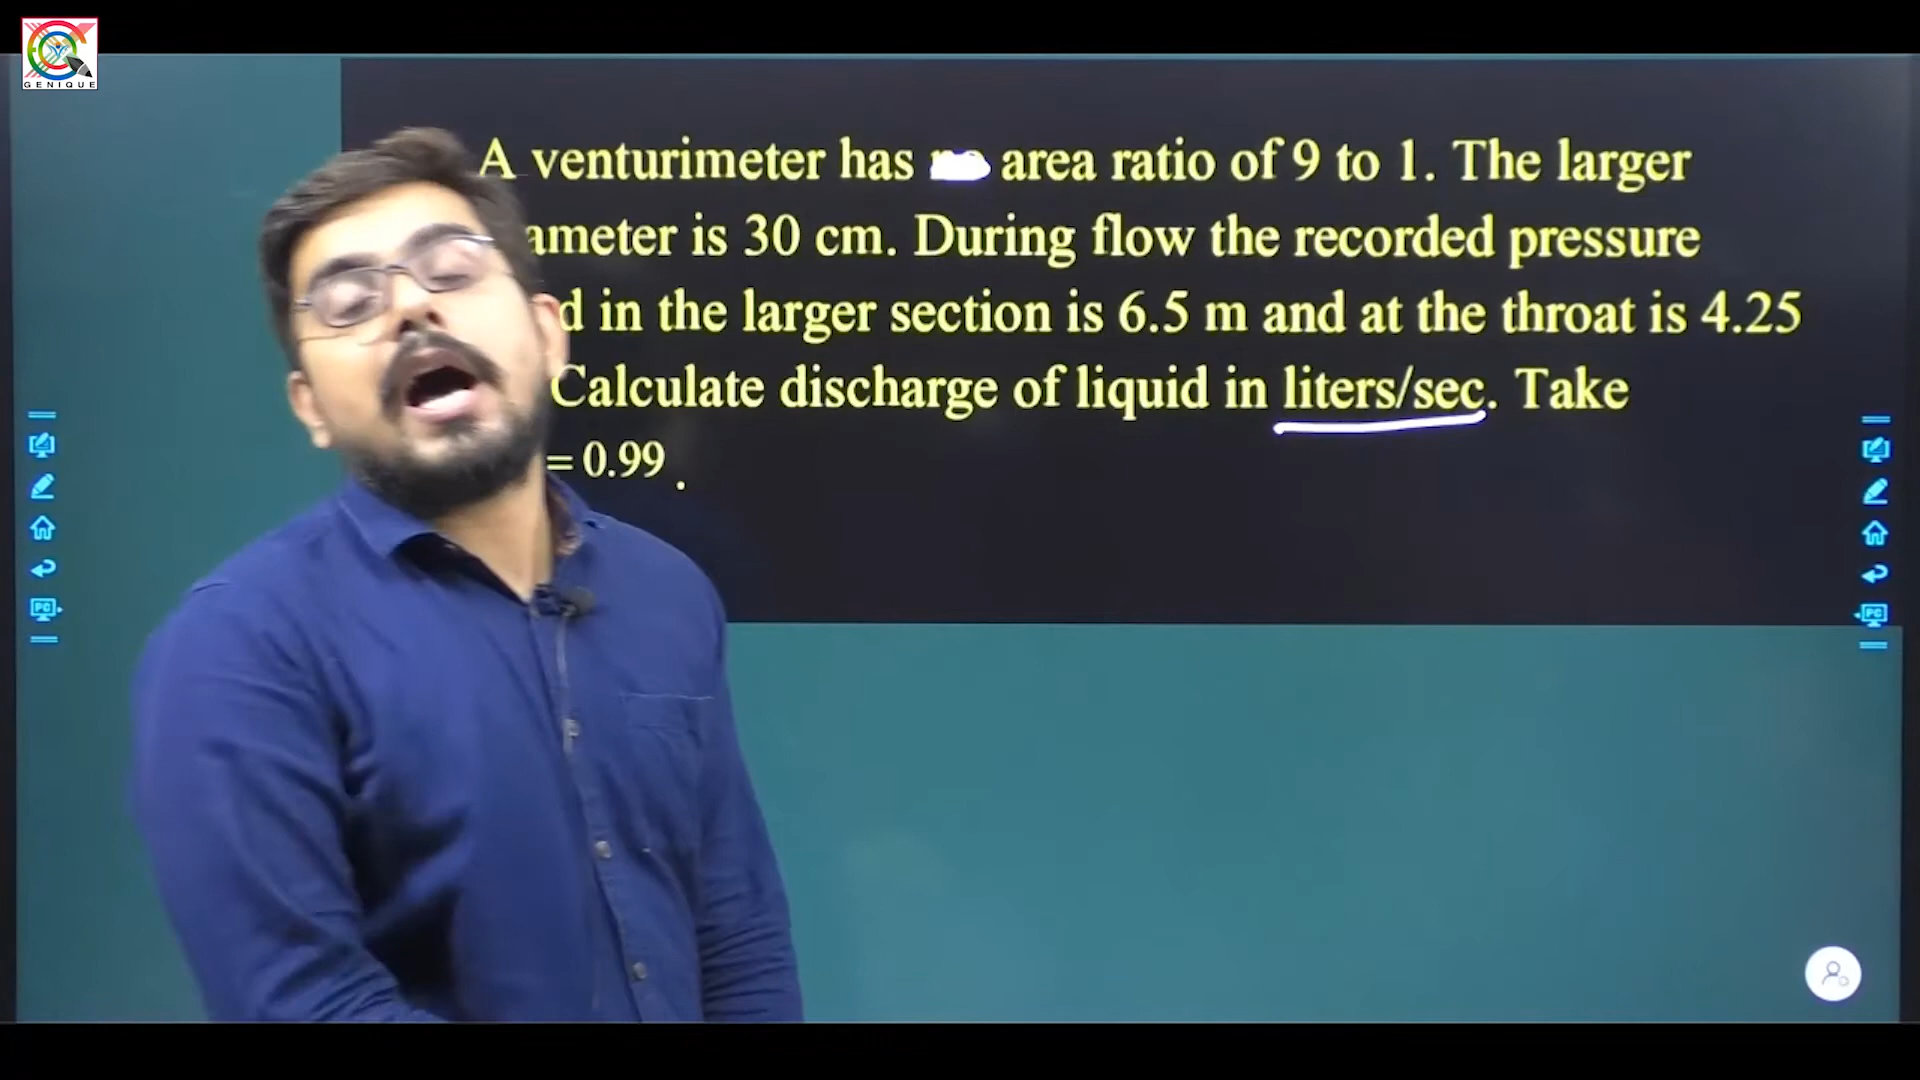 GENIQUE
A venturimeter has area ratio of 9 to 1. The larger
ameter is 30 cm. During flow the recorded pressure
d in the larger section is 6.5 m and at the throat is 4.25
Calculate discharge of liquid in liters/sec. Take
= 0.99 .
PC
PC